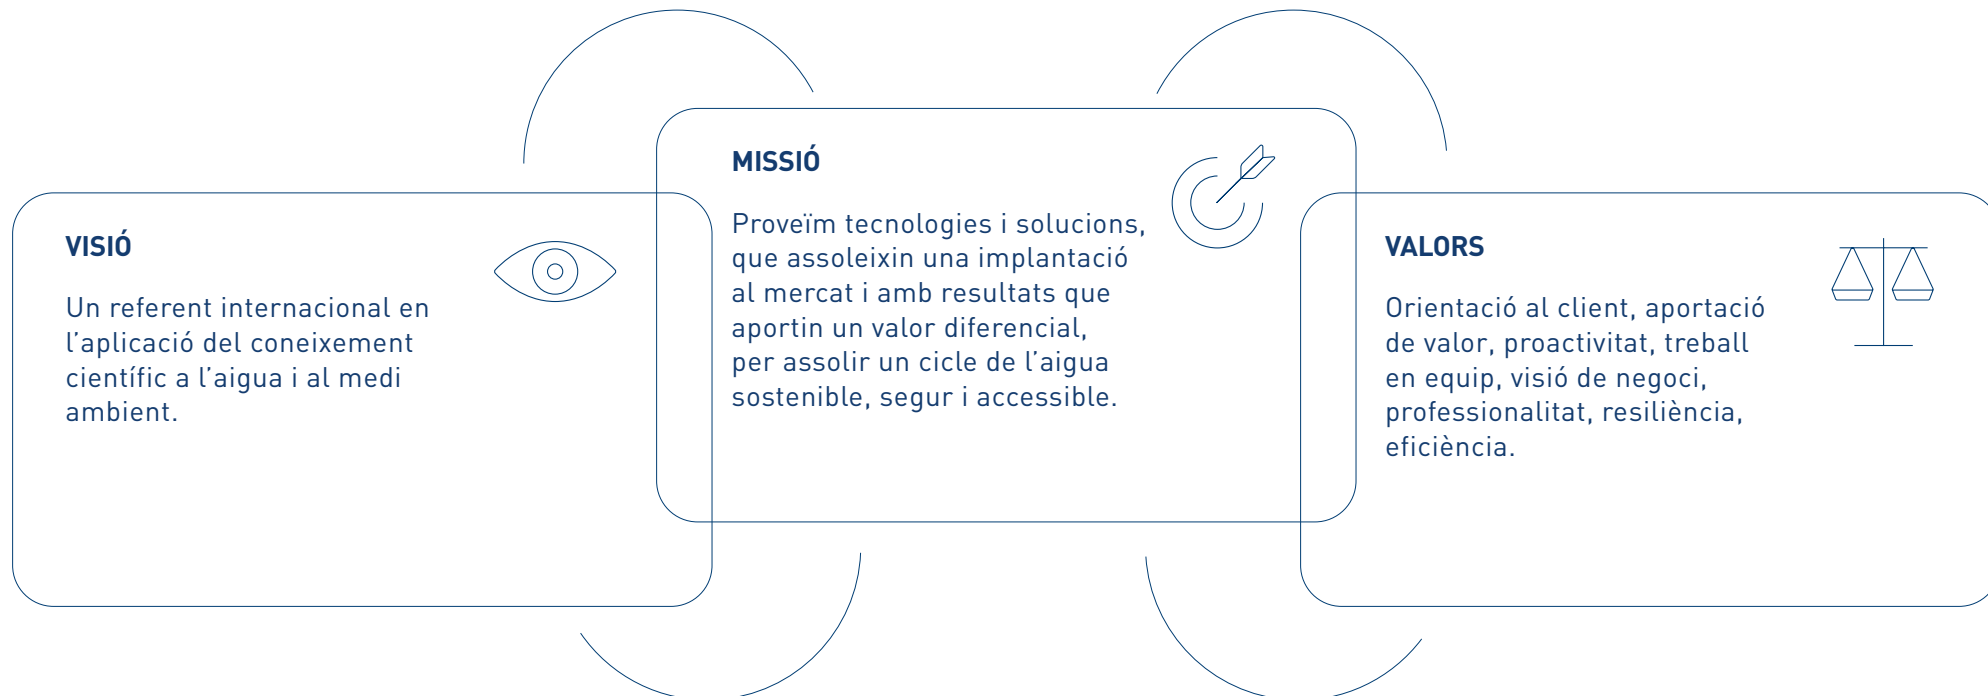 VISIÓ
Un referent internacional en
l’aplicació del coneixement
científic a l’aigua i al medi
ambient.
MISSIÓ
Proveïm tecnologies i solucions,
que assoleixin una implantació
al mercat i amb resultats que
aportin un valor diferencial,
per assolir un cicle de l’aigua
sostenible, segur i accessible.
VALORS
Orientació al client, aportació
de valor, proactivitat, treball
en equip, visió de negoci,
professionalitat, resiliència,
eficiència.